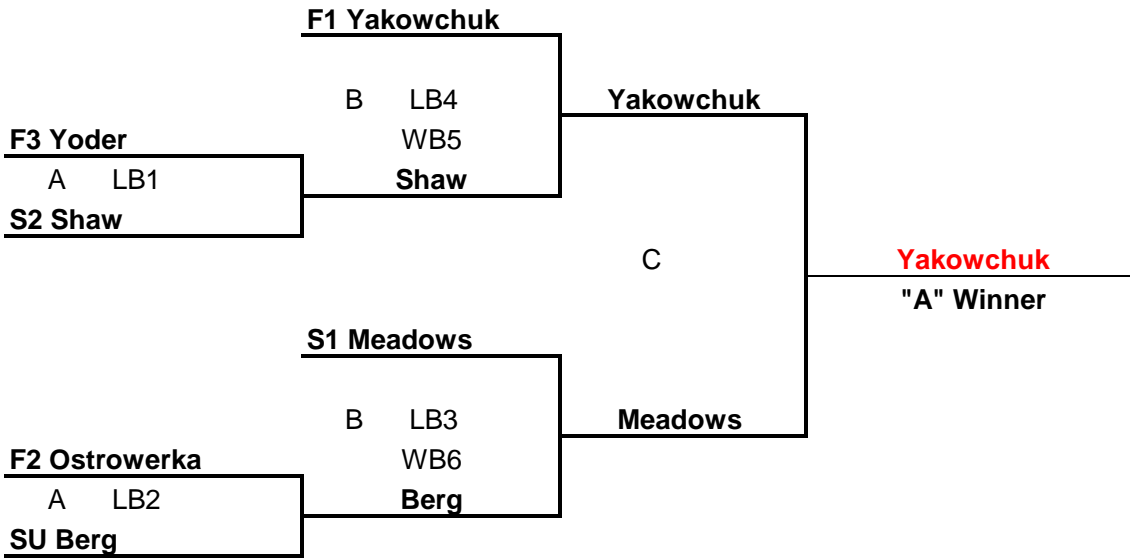 F1 Yakowchuk
B LB4 Yakowchuk
F3 Yoder WB5
A LB1 Shaw
S2 Shaw
C Yakowchuk
"A" Winner
S1 Meadows
B LB3 Meadows
F2 Ostrowerka WB6
A LB2 Berg
SU Berg